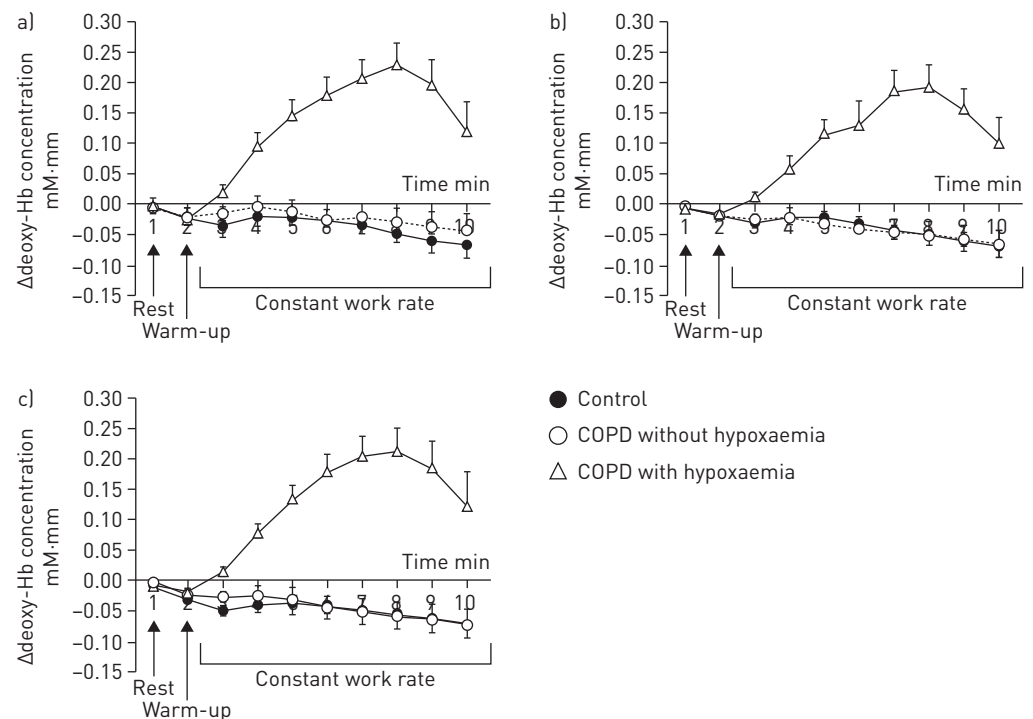 a)
Δdeoxy-Hb concentration
mM·mm
0.30
0.25
0.20
0.15
0.10
0.05
0.00
–0.05
–0.10
–0.15
Time min
1 2 3 4 5 6 7 8 9 10
Rest
Warm-up
Constant work rate
b)
Δdeoxy-Hb concentration
mM·mm
0.30
0.25
0.20
0.15
0.10
0.05
0.00
–0.05
–0.10
–0.15
Time min
1 2 3 4 5 6 7 8 9 10
Rest
Warm-up
Constant work rate
c)
Δdeoxy-Hb concentration
mM·mm
0.30
0.25
0.20
0.15
0.10
0.05
0.00
–0.05
–0.10
–0.15
Time min
1 2 7 8 9 10
Rest
Warm-up
Constant work rate
Control
COPD without hypoxaemia
COPD with hypoxaemia